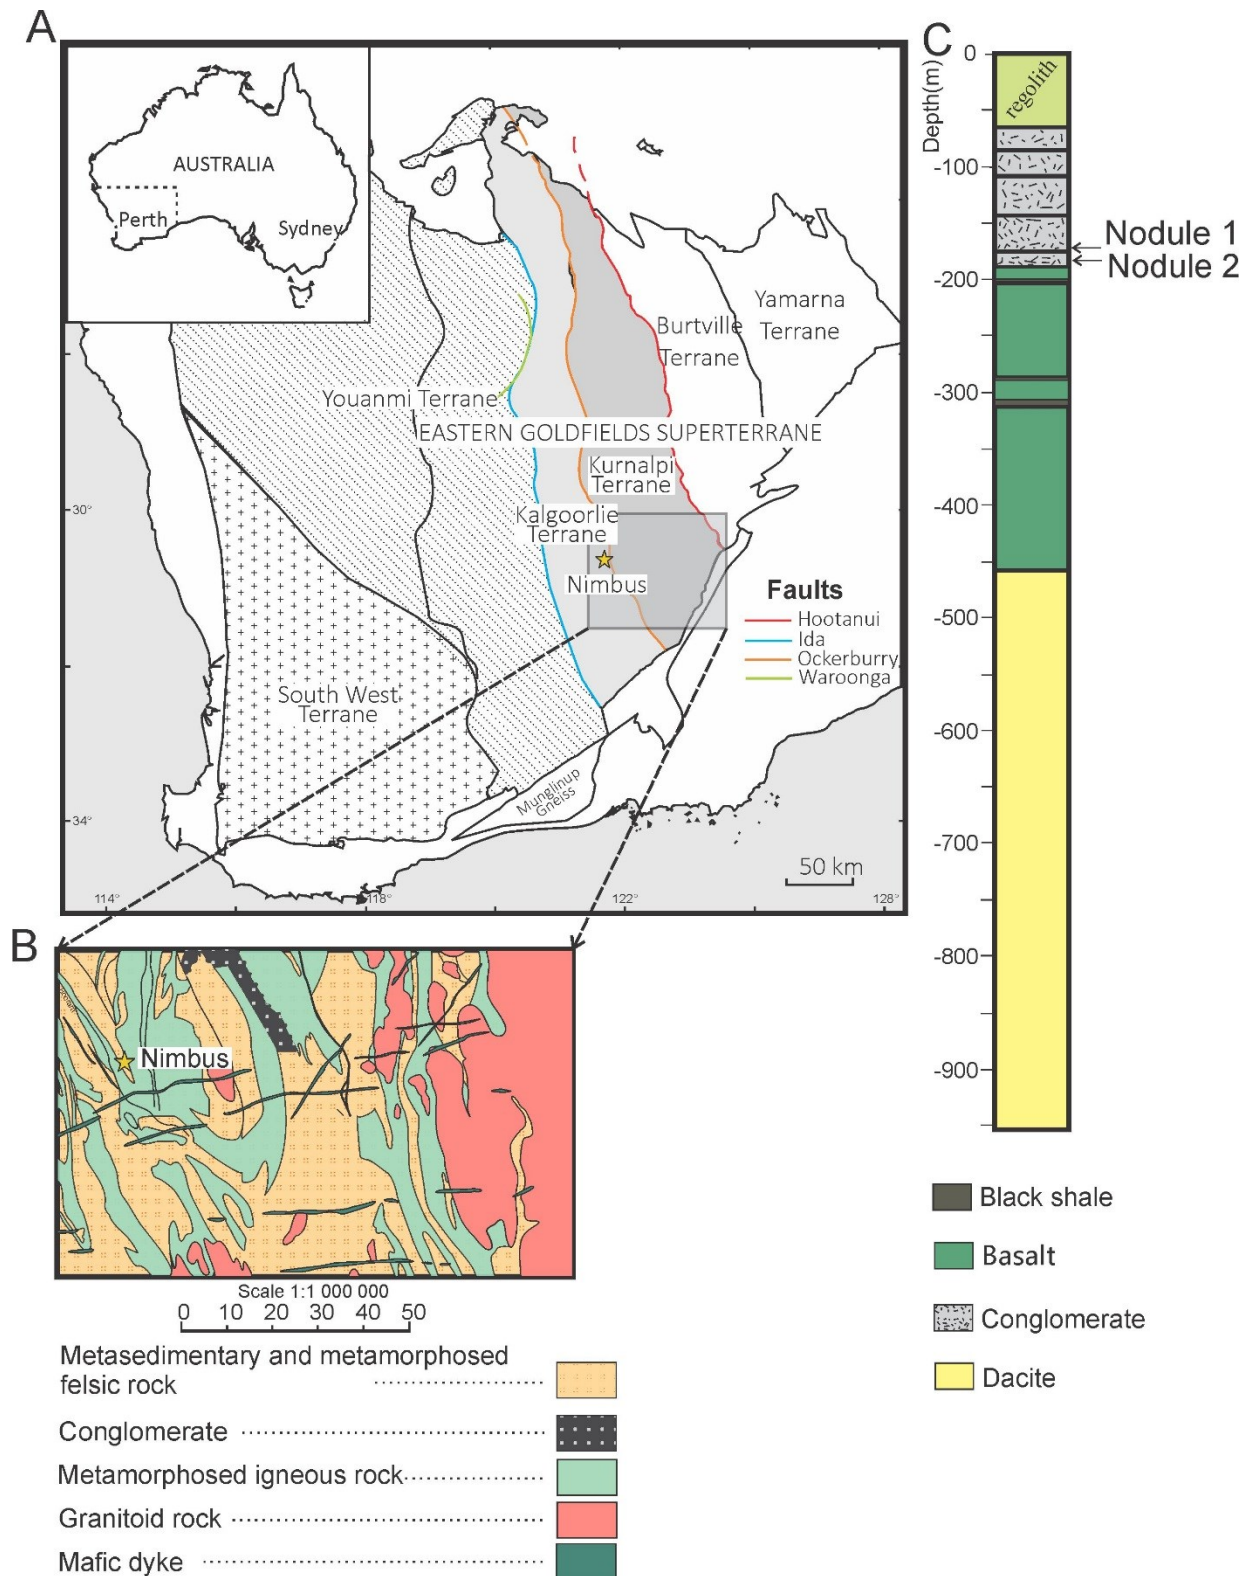 A
AUSTRALIA
Perth
Sydney
Youanmi Terrane
Burtville
Terrane
Yamarna
Terrane
EASTERN GOLDFIELDS SUPERTERRANE
Kurnalpi
Terrane
Kalgoorlie
Terrane
Nimbus
South West
Terrane
Munglinup
Gneiss
Faults
Hootanui
Ida
Ockerburry
Waroonga
50 km
30°
34°
114°
118°
122°
128°
B
Nimbus
Scale 1:1 000 000
0 10 20 30 40 50
Metasedimentary and metamorphosed
felsic rock
Conglomerate
Metamorphosed igneous rock
Granitoid rock
Mafic dyke
C
Depth(m)
0
-100
-200
-300
-400
-500
-600
-700
-800
-900
regolith
Nodule 1
Nodule 2
Black shale
Basalt
Conglomerate
Dacite